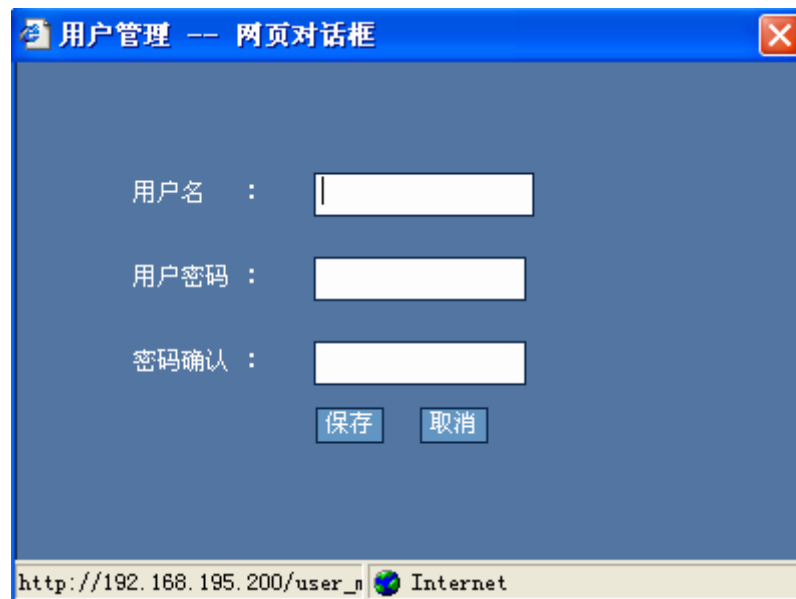 用户管理 -- 网页对话框
用户名 :
用户密码 :
密码确认 :
保存 取消
http://192.168.195.200/user_ Internet